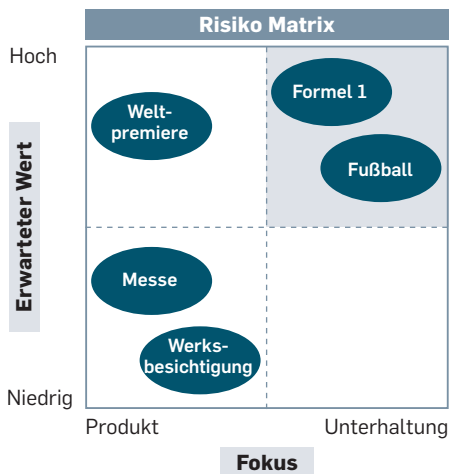 Risiko Matrix
Hoch
Formel 1
Welt-
premiere
Fußball
Erwarteter Wert
Messe
Werks-
besichtigung
Niedrig
Produkt
Unterhaltung
Fokus